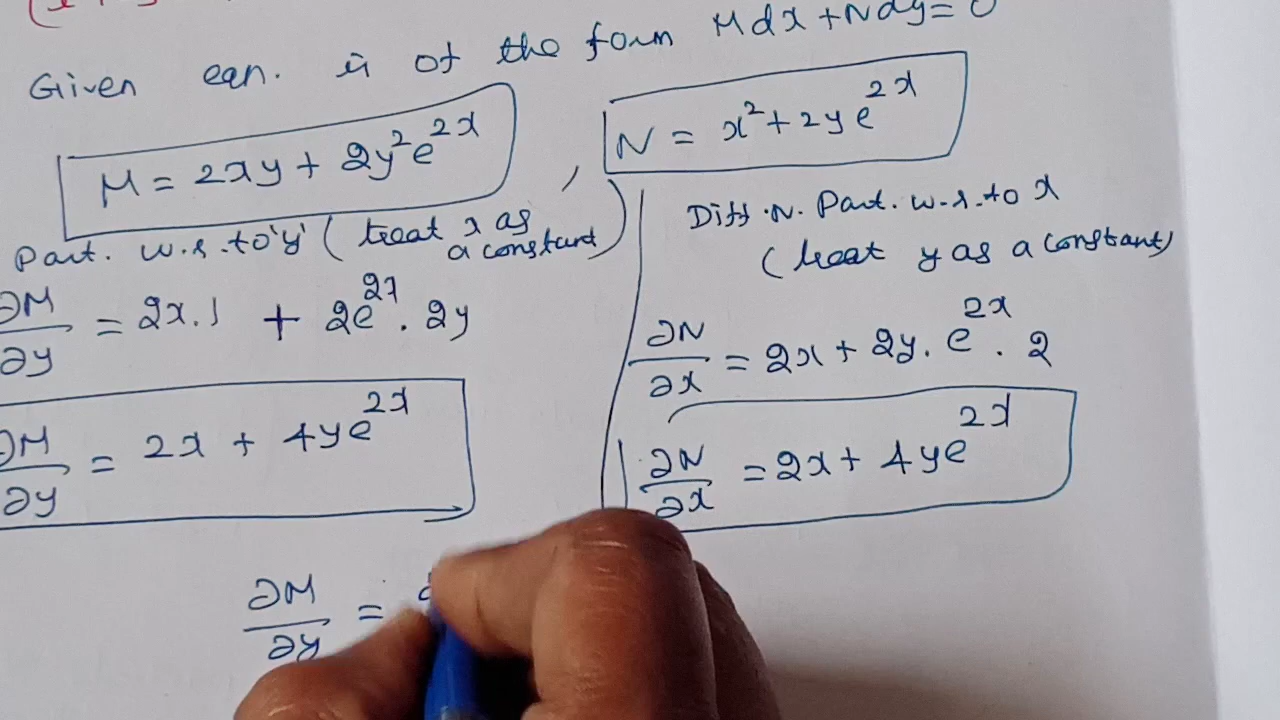 Given eqn. is of the form Mdx + Ndy = 0
M = 2xy + 2y²e^{2x} , N = x² + 2ye^{2x}
Part. w.r.to 'y' (treat x as a constant)
∂M/∂y = 2x.1 + 2e^{2x} . 2y
∂M/∂y = 2x + 4ye^{2x}
Diff. N. Part. w.r.to x
(treat y as a constant)
∂N/∂x = 2x + 2y. e^{2x} . 2
∂N/∂x = 2x + 4ye^{2x}
∂M/∂y =